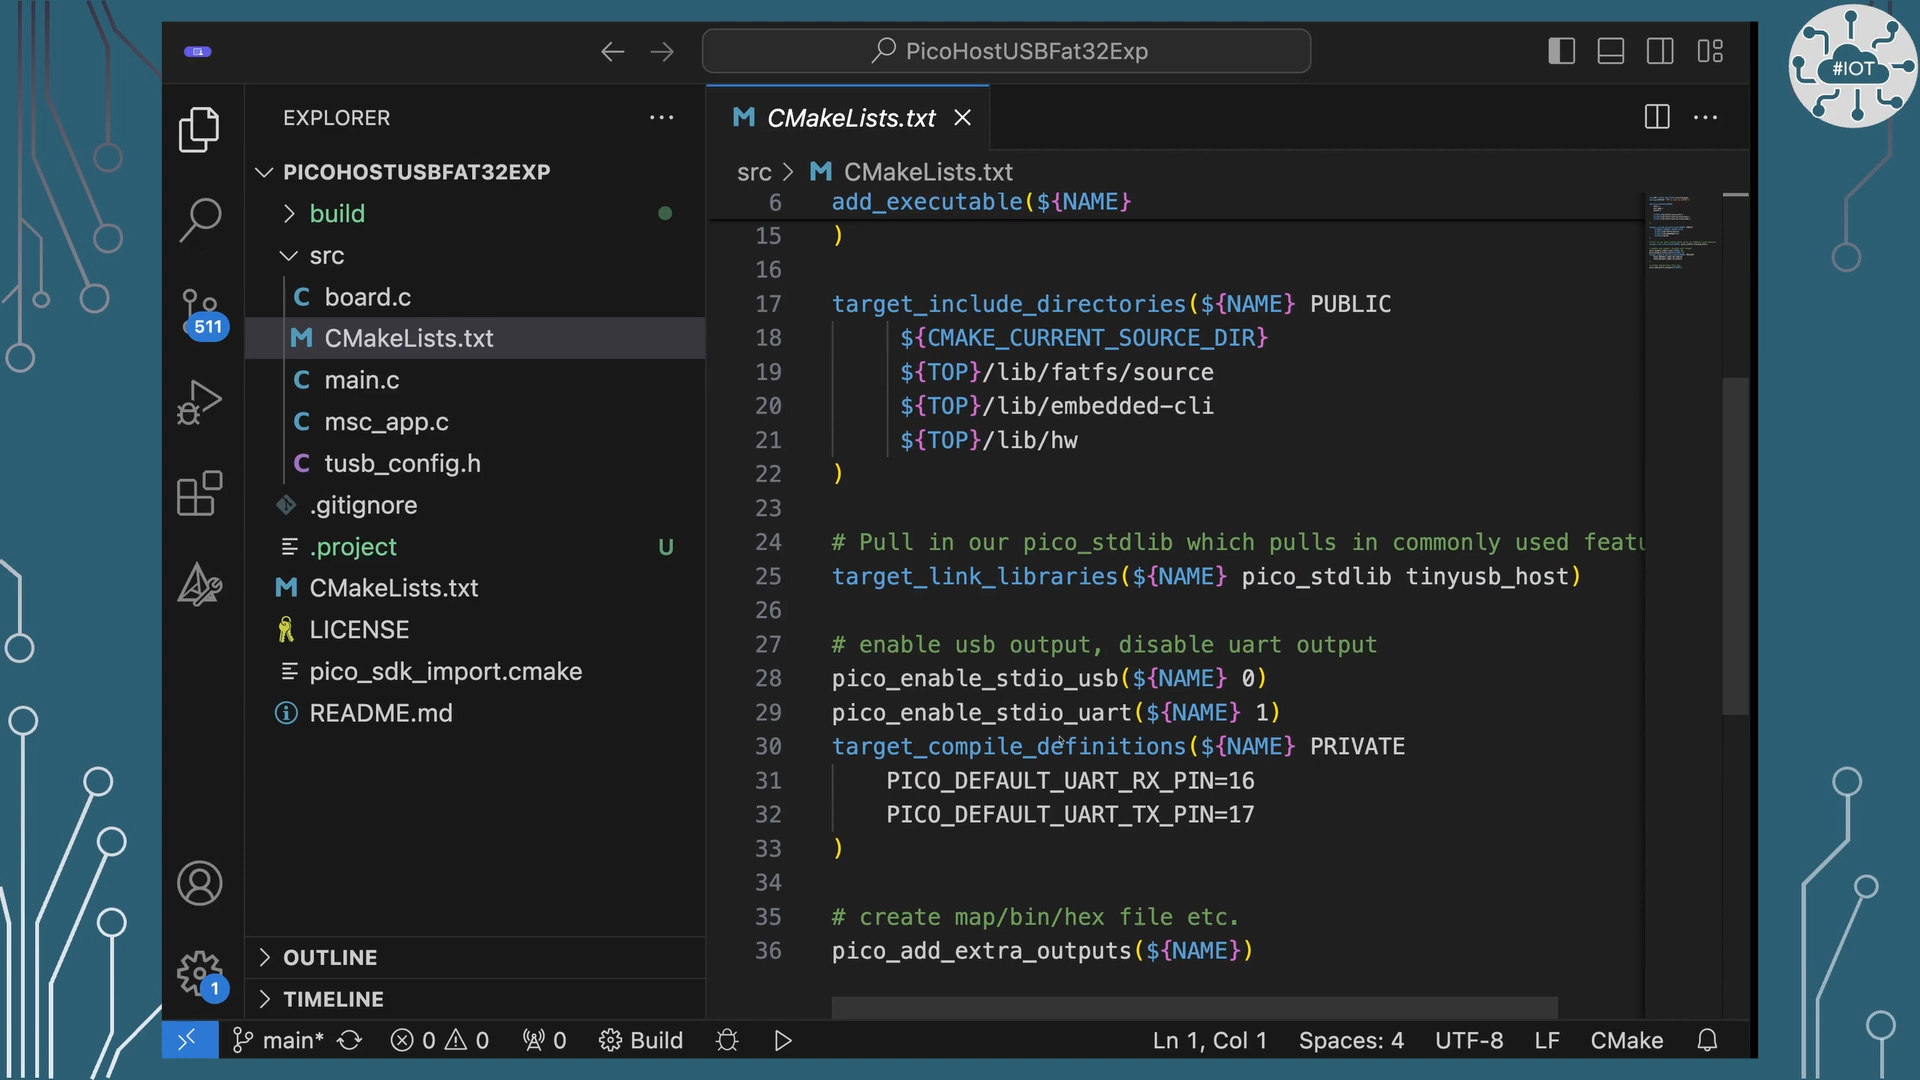 PicoHostUSBFat32Exp
#IOT
EXPLORER
CMakeLists.txt
PICOHOSTUSBFAT32EXP
build
src
board.c
CMakeLists.txt
main.c
msc_app.c
tusb_config.h
.gitignore
.project U
CMakeLists.txt
LICENSE
pico_sdk_import.cmake
README.md
511
1
OUTLINE
TIMELINE
src > CMakeLists.txt
6 add_executable(${NAME}
15 )
16
17 target_include_directories(${NAME} PUBLIC
18 ${CMAKE_CURRENT_SOURCE_DIR}
19 ${TOP}/lib/fatfs/source
20 ${TOP}/lib/embedded-cli
21 ${TOP}/lib/hw
22 )
23
24 # Pull in our pico_stdlib which pulls in commonly used featu
25 target_link_libraries(${NAME} pico_stdlib tinyusb_host)
26
27 # enable usb output, disable uart output
28 pico_enable_stdio_usb(${NAME} 0)
29 pico_enable_stdio_uart(${NAME} 1)
30 target_compile_definitions(${NAME} PRIVATE
31 PICO_DEFAULT_UART_RX_PIN=16
32 PICO_DEFAULT_UART_TX_PIN=17
33 )
34
35 # create map/bin/hex file etc.
36 pico_add_extra_outputs(${NAME})
main* 0 0 0 Build Ln 1, Col 1 Spaces: 4 UTF-8 LF CMake